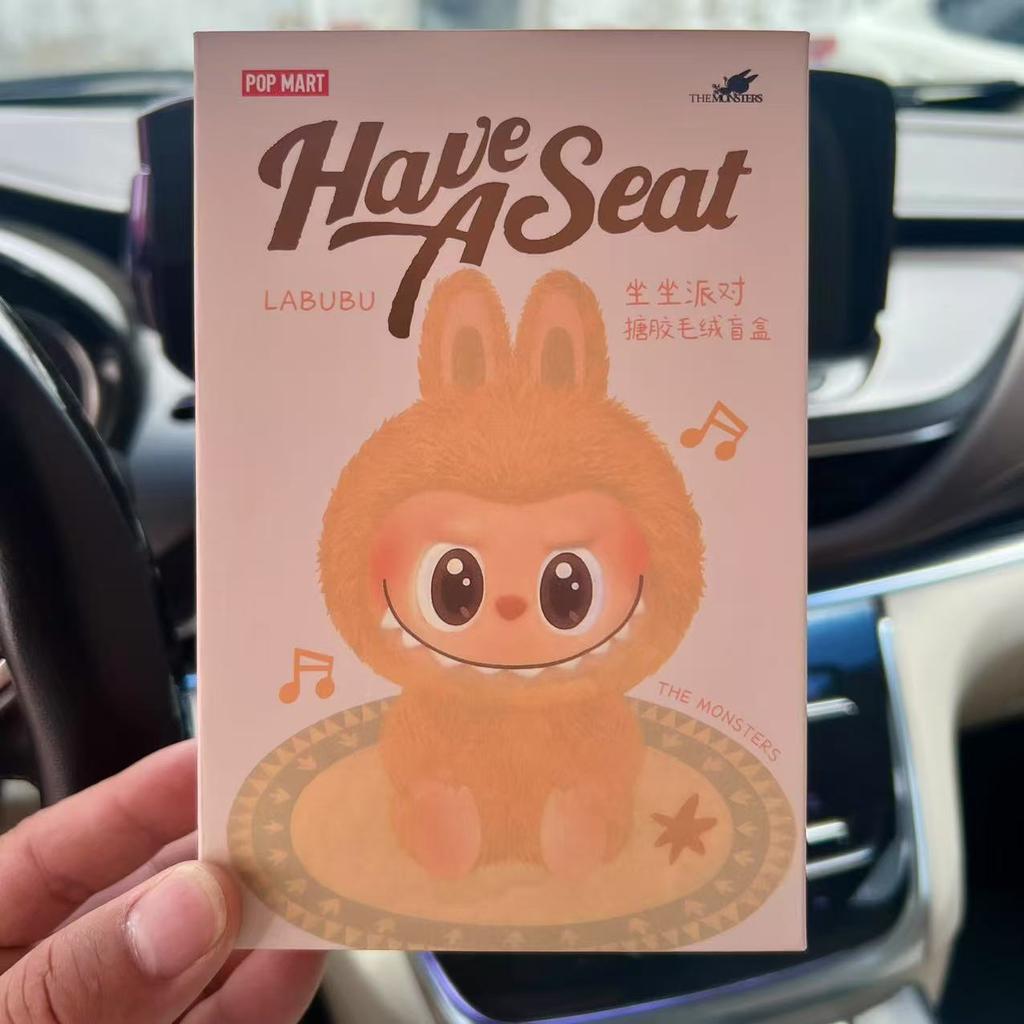 POP MART
THE MONSTERS
Have A Seat
LABUBU
坐坐派对
搪胶毛绒盲盒
THE MONSTERS